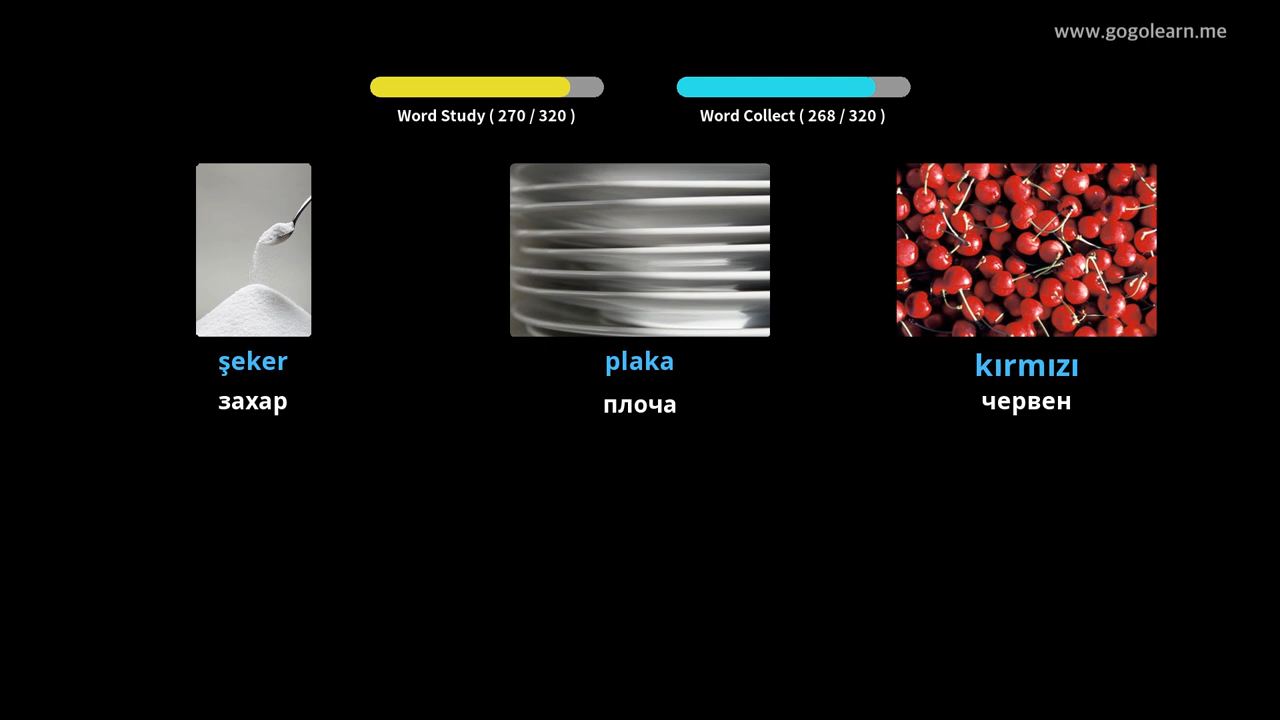 www.gogolearn.me
Word Study ( 270 / 320 )
Word Collect ( 268 / 320 )
şeker
захар
plaka
плоча
kırmızı
червен